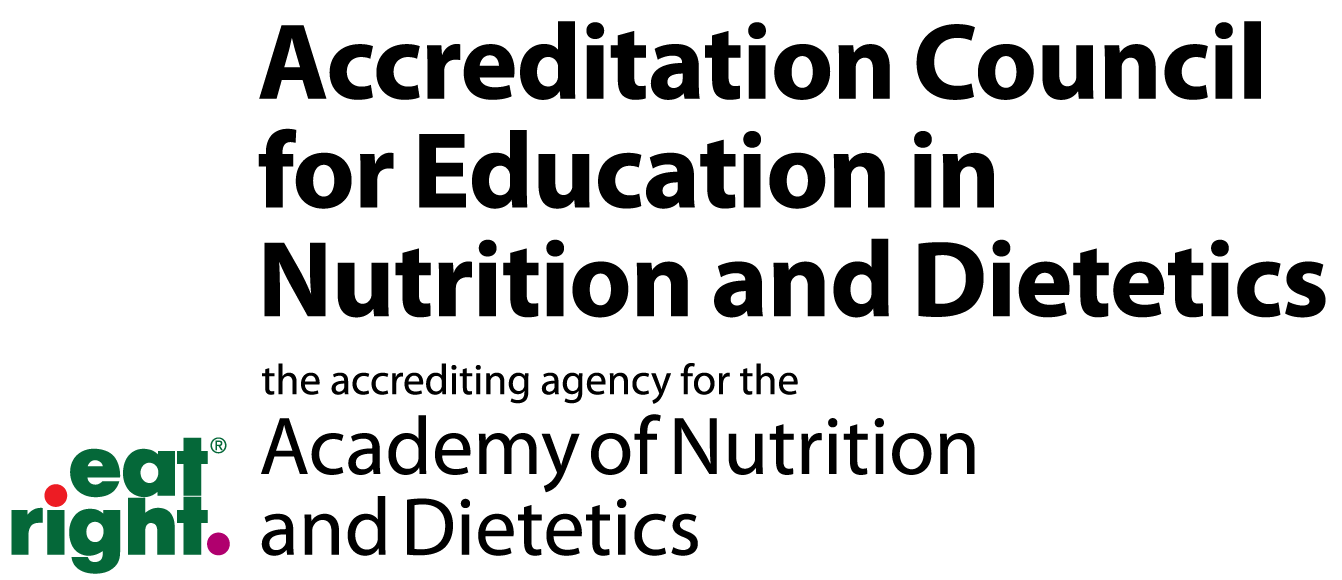 Accreditation Council
for Education in
Nutrition and Dietetics
the accrediting agency for the
Academy of Nutrition
and Dietetics
eat®
right.